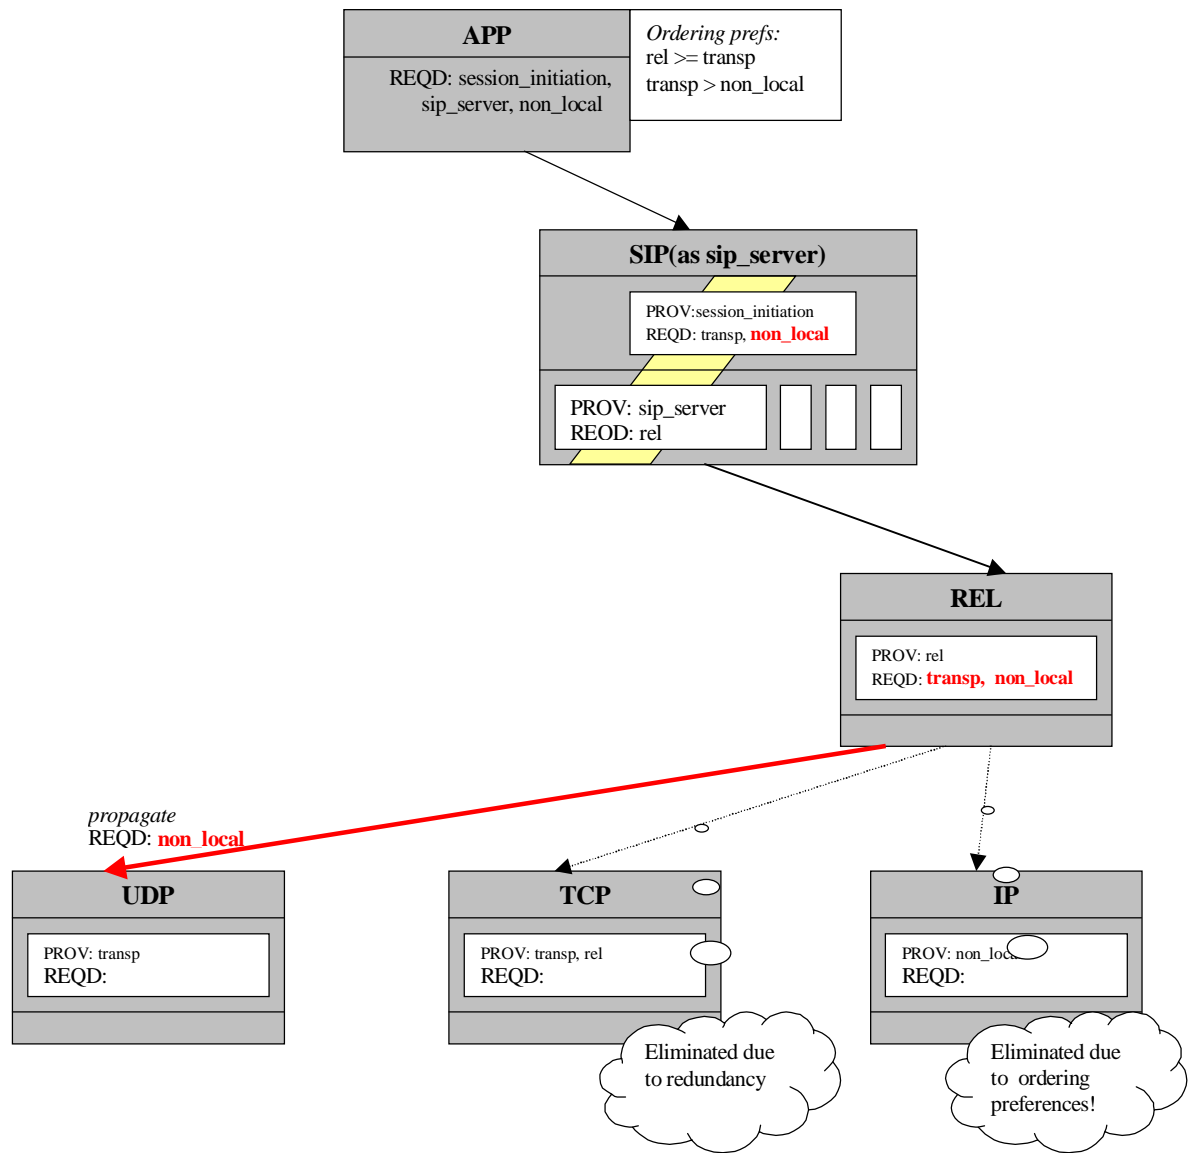 APP
REQD: session_initiation,
sip_server, non_local
Ordering prefs:
rel >= transp
transp > non_local
SIP(as sip_server)
PROV:session_initiation
REQD: transp, non_local
PROV: sip_server
REOD: rel
REL
PROV: rel
REQD: transp, non_local
propagate
REQD: non_local
UDP
PROV: transp
REQD:
TCP
PROV: transp, rel
REQD:
Eliminated due
to redundancy
IP
PROV: non_loc
REQD:
Eliminated due
to ordering
preferences!